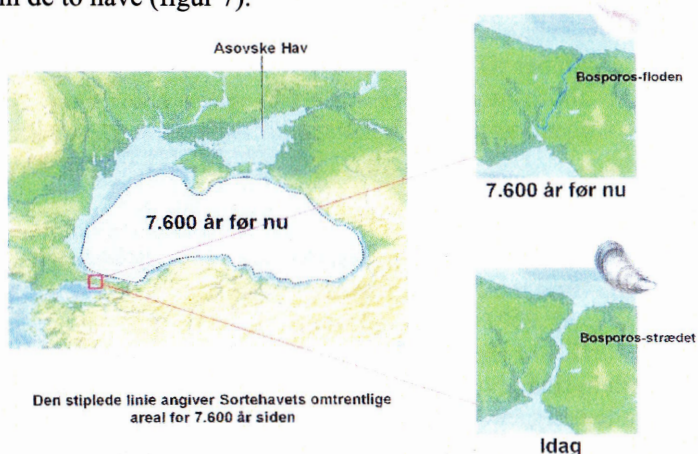 de to have (figur 7).
Asovske Hav
7.600 år før nu
Den stiplede linie angiver Sortehavets omtrentlige
areal for 7.600 år siden
Bosporos-floden
7.600 år før nu
Bosporos-strædet
Idag